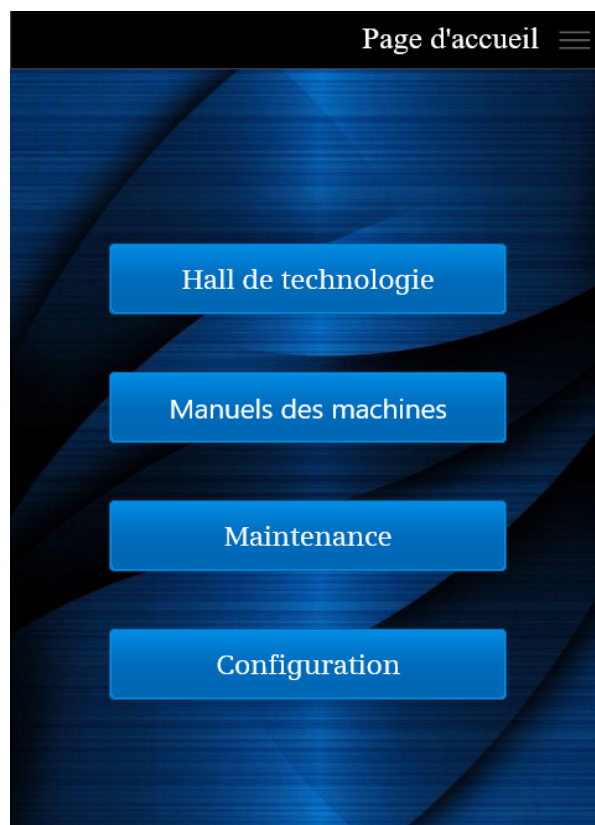 Page d'accueil
Hall de technologie
Manuels des machines
Maintenance
Configuration